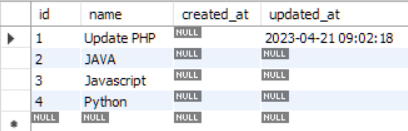 id name created_at updated_at
1 Update PHP NULL 2023-04-21 09:02:18
2 JAVA NULL NULL
3 Javascript NULL NULL
4 Python NULL NULL
NULL NULL NULL NULL